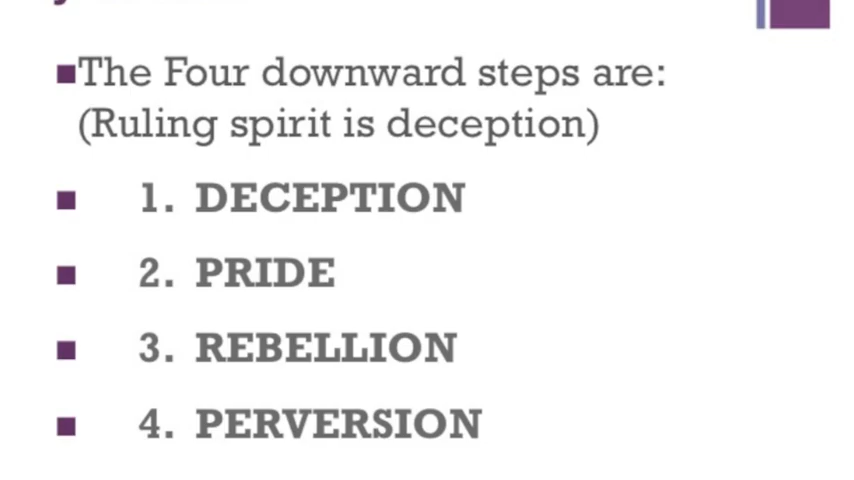 The Four downward steps are:
(Ruling spirit is deception)
1. DECEPTION
2. PRIDE
3. REBELLION
4. PERVERSION